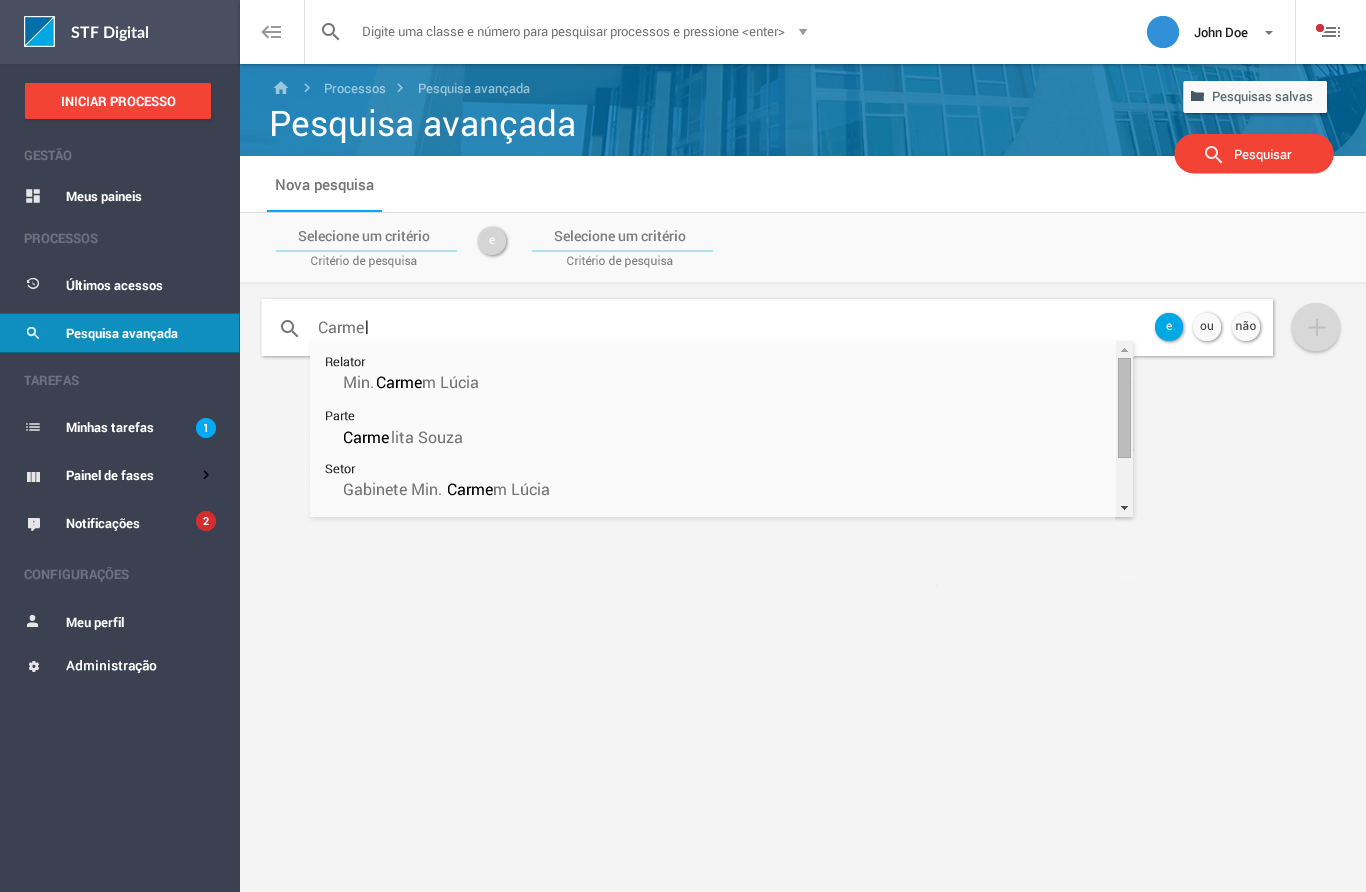 STF Digital
Digite uma classe e número para pesquisar processos e pressione <enter>
John Doe
INICIAR PROCESSO
GESTÃO
Meus paineis
PROCESSOS
Últimos acessos
Pesquisa avançada
TAREFAS
Minhas tarefas 1
Painel de fases
Notificações 2
CONFIGURAÇÕES
Meu perfil
Administração
Processos Pesquisa avançada
Pesquisa avançada
Pesquisas salvas
Pesquisar
Nova pesquisa
Selecione um critério e Selecione um critério
Critério de pesquisa Critério de pesquisa
Carme e ou não
Relator
Min. Carmem Lúcia
Parte
Carmelita Souza
Setor
Gabinete Min. Carmem Lúcia